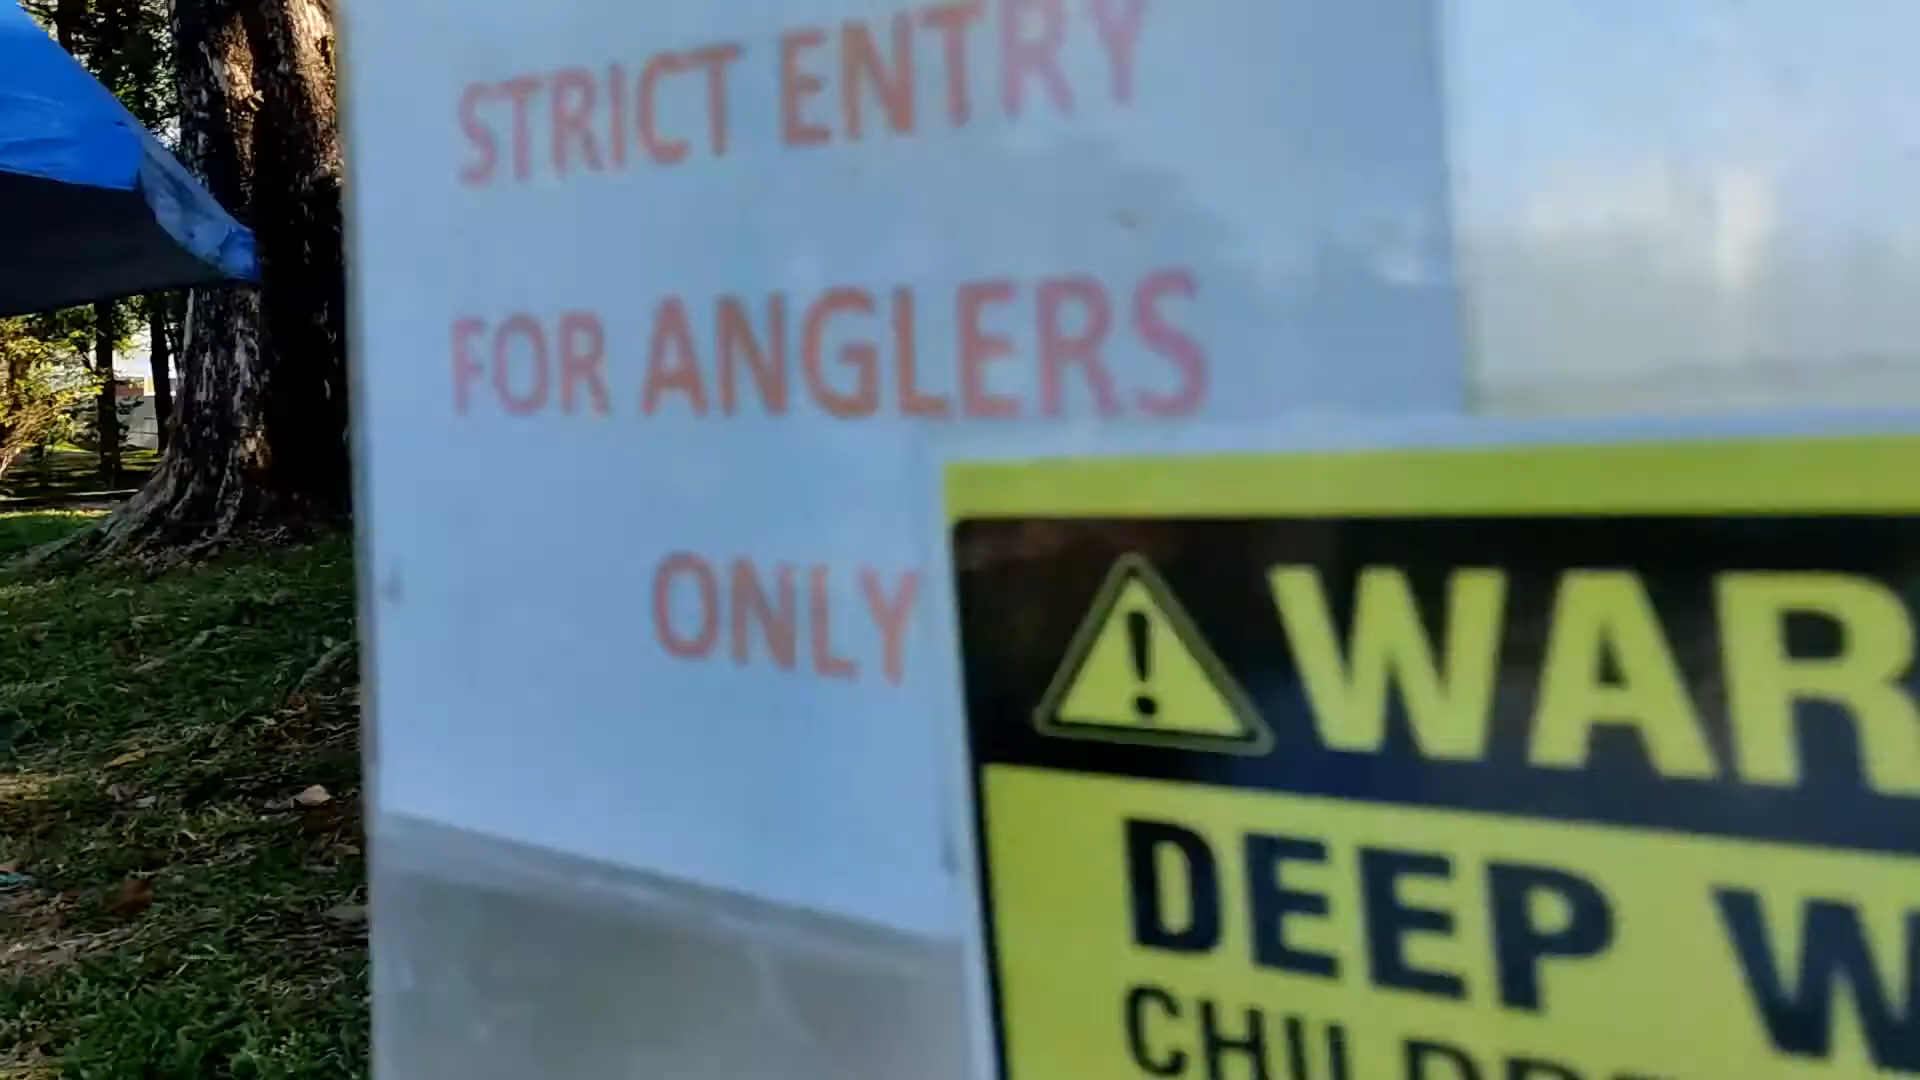 STRICT ENTRY
FOR ANGLERS
ONLY
WAR
DEEP W